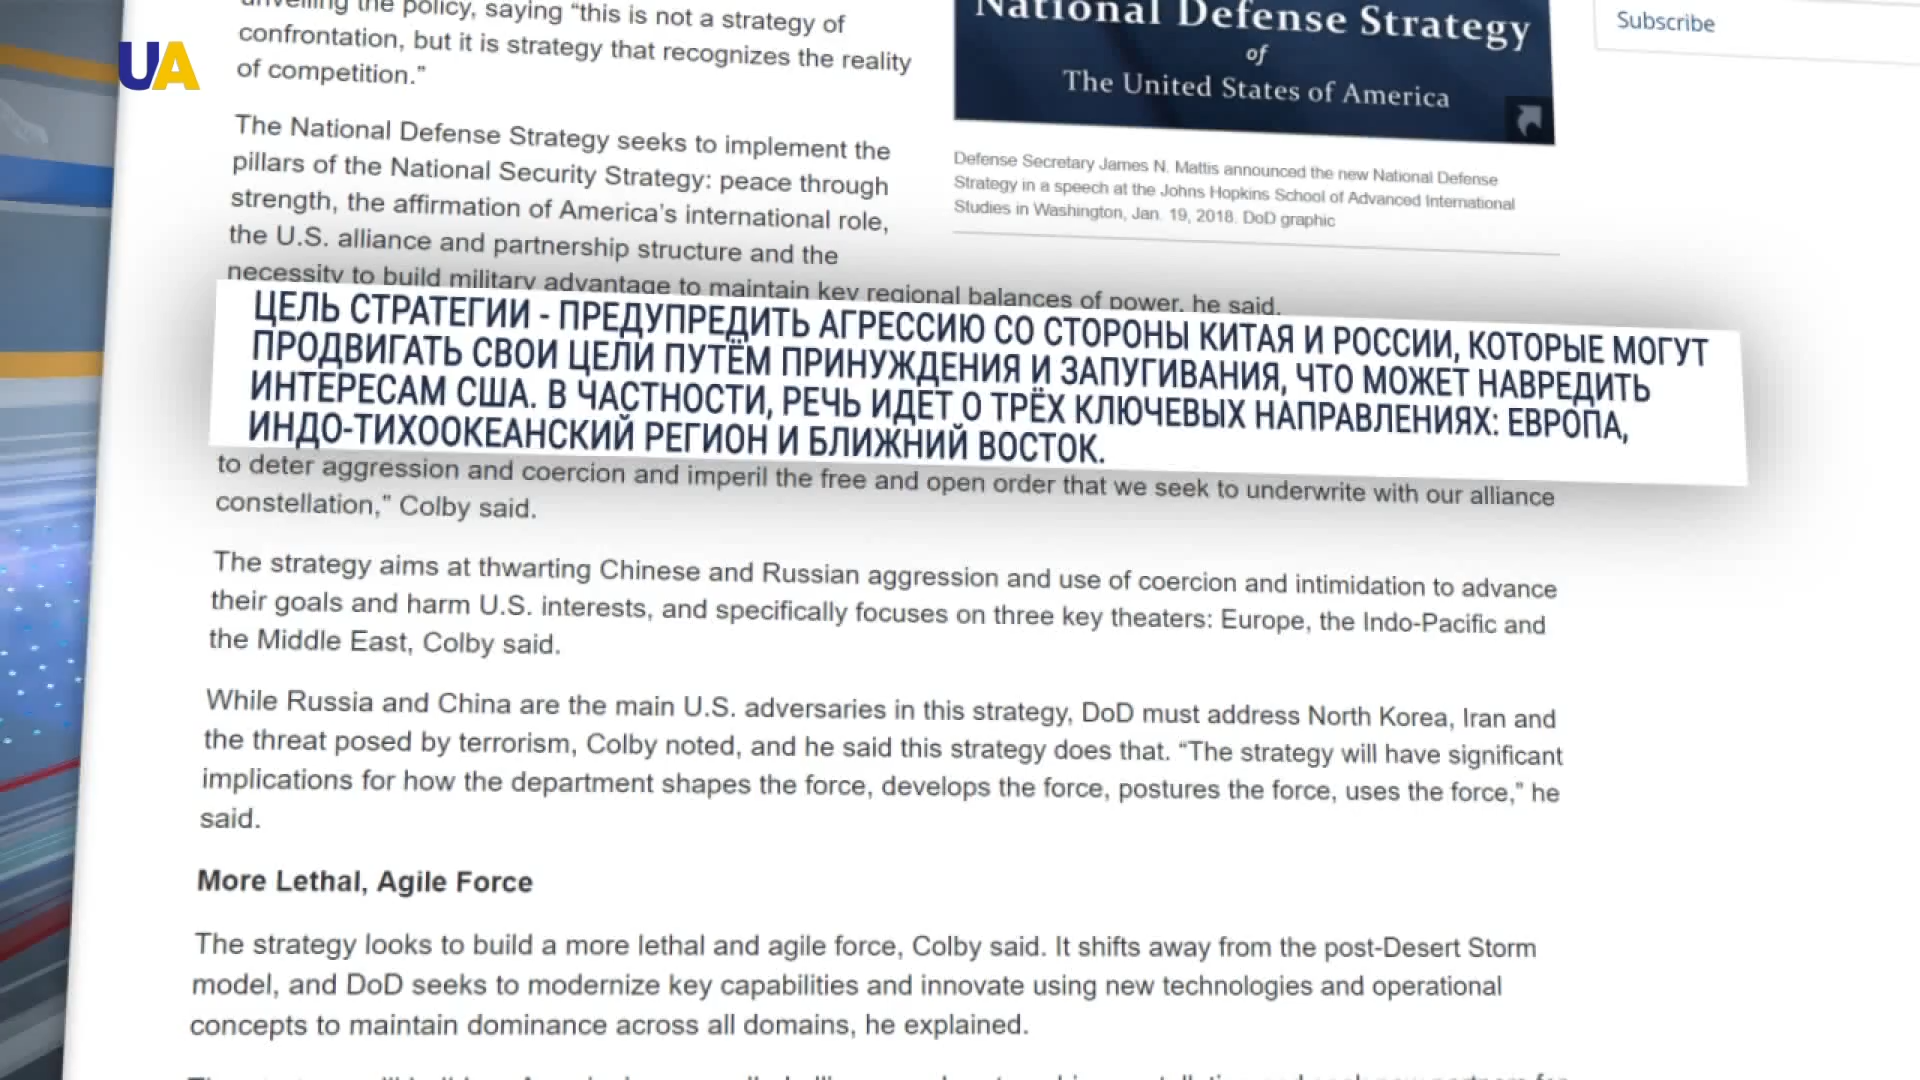 UA
unveiling the policy, saying “this is not a strategy of
confrontation, but it is strategy that recognizes the reality
of competition.”
The National Defense Strategy seeks to implement the
pillars of the National Security Strategy: peace through
strength, the affirmation of America’s international role,
the U.S. alliance and partnership structure and the
necessity to build military advantage to maintain key regional balances of power, he said.
National Defense Strategy
of
The United States of America
Defense Secretary James N. Mattis announced the new National Defense
Strategy in a speech at the Johns Hopkins School of Advanced International
Studies in Washington, Jan. 19, 2018. DoD graphic
Subscribe
ЦЕЛЬ СТРАТЕГИИ - ПРЕДУПРЕДИТЬ АГРЕССИЮ СО СТОРОНЫ КИТАЯ И РОССИИ, КОТОРЫЕ МОГУТ
ПРОДВИГАТЬ СВОИ ЦЕЛИ ПУТЁМ ПРИНУЖДЕНИЯ И ЗАПУГИВАНИЯ, ЧТО МОЖЕТ НАВРЕДИТЬ
ИНТЕРЕСАМ США. В ЧАСТНОСТИ, РЕЧЬ ИДЕТ О ТРЁХ КЛЮЧЕВЫХ НАПРАВЛЕНИЯХ: ЕВРОПА,
ИНДО-ТИХООКЕАНСКИЙ РЕГИОН И БЛИЖНИЙ ВОСТОК.
to deter aggression and coercion and imperil the free and open order that we seek to underwrite with our alliance
constellation,” Colby said.
The strategy aims at thwarting Chinese and Russian aggression and use of coercion and intimidation to advance
their goals and harm U.S. interests, and specifically focuses on three key theaters: Europe, the Indo-Pacific and
the Middle East, Colby said.
While Russia and China are the main U.S. adversaries in this strategy, DoD must address North Korea, Iran and
the threat posed by terrorism, Colby noted, and he said this strategy does that. “The strategy will have significant
implications for how the department shapes the force, develops the force, postures the force, uses the force,” he
said.
More Lethal, Agile Force
The strategy looks to build a more lethal and agile force, Colby said. It shifts away from the post-Desert Storm
model, and DoD seeks to modernize key capabilities and innovate using new technologies and operational
concepts to maintain dominance across all domains, he explained.